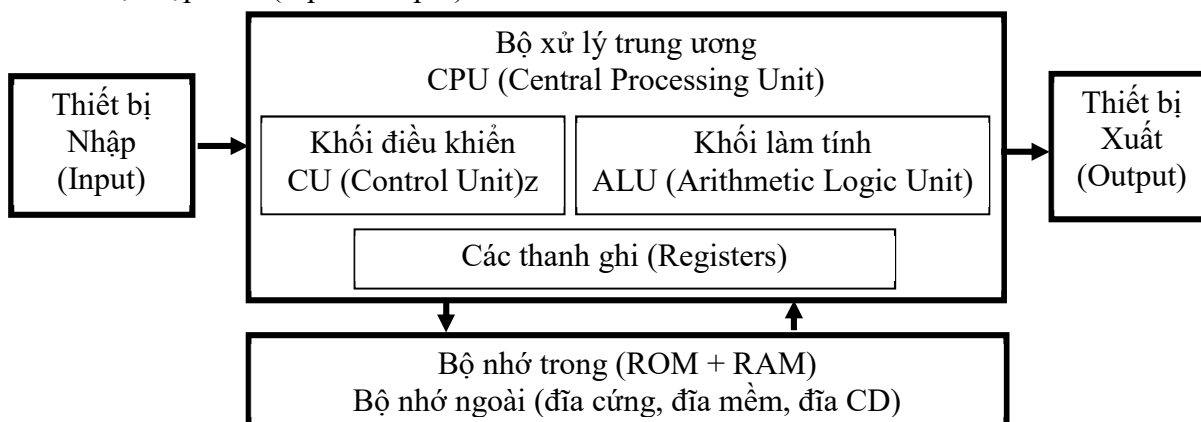 Bộ xử lý trung ương
CPU (Central Processing Unit)
Thiết bị
Nhập
(Input)
Khối điều khiển
CU (Control Unit)z
Khối làm tính
ALU (Arithmetic Logic Unit)
Các thanh ghi (Registers)
Thiết bị
Xuất
(Output)
Bộ nhớ trong (ROM + RAM)
Bộ nhớ ngoài (đĩa cứng, đĩa mềm, đĩa CD)